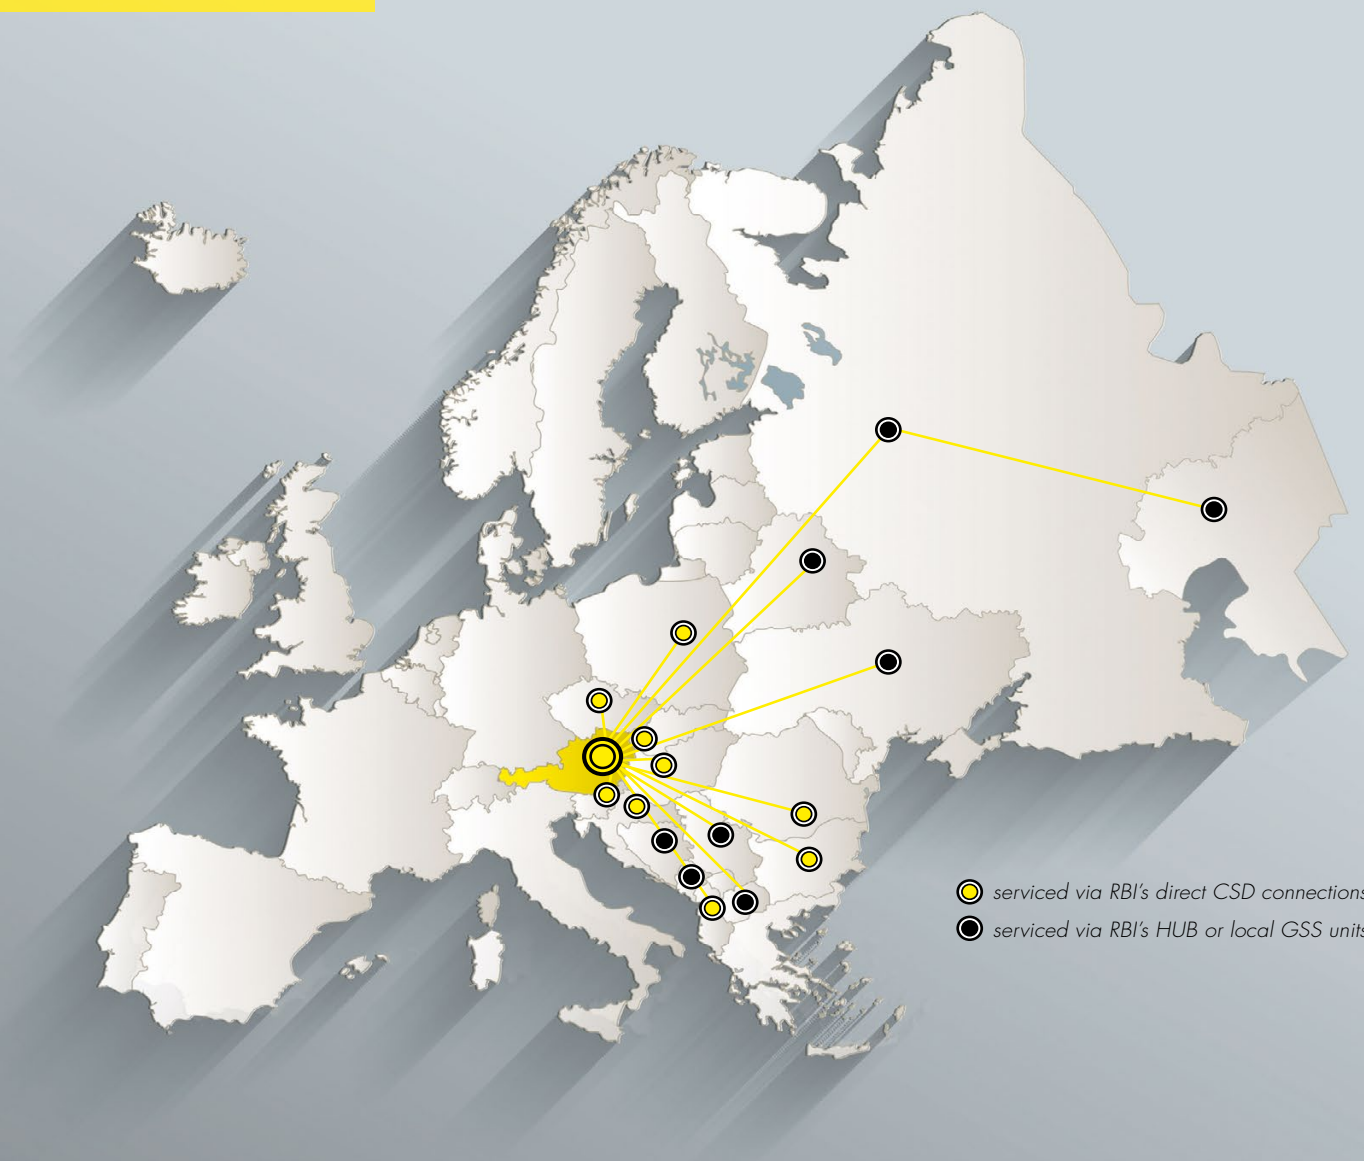 serviced via RBI's direct CSD connections
serviced via RBI's HUB or local GSS units